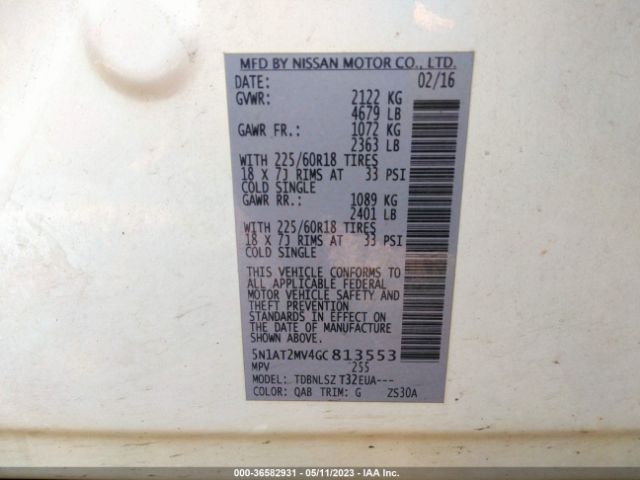 MFD BY NISSAN MOTOR CO., LTD.
DATE: 02/16
GVWR: 2122 KG
4679 LB
GAWR FR.: 1072 KG
2363 LB
WITH 225/60R18 TIRES
18 X 7J RIMS AT 33 PSI
COLD SINGLE
GAWR RR.: 1089 KG
2401 LB
WITH 225/60R18 TIRES
18 X 7J RIMS AT 33 PSI
COLD SINGLE
THIS VEHICLE CONFORMS TO
ALL APPLICABLE FEDERAL
MOTOR VEHICLE SAFETY AND
THEFT PREVENTION
STANDARDS IN EFFECT ON
THE DATE OF MANUFACTURE
SHOWN ABOVE.
5N1AT2MV4GC813553
MPV 255
MODEL: TDBNLSZ T32EUA---
COLOR: QAB TRIM: G ZS30A
000-36582931 - 05/11/2023 - IAA Inc.